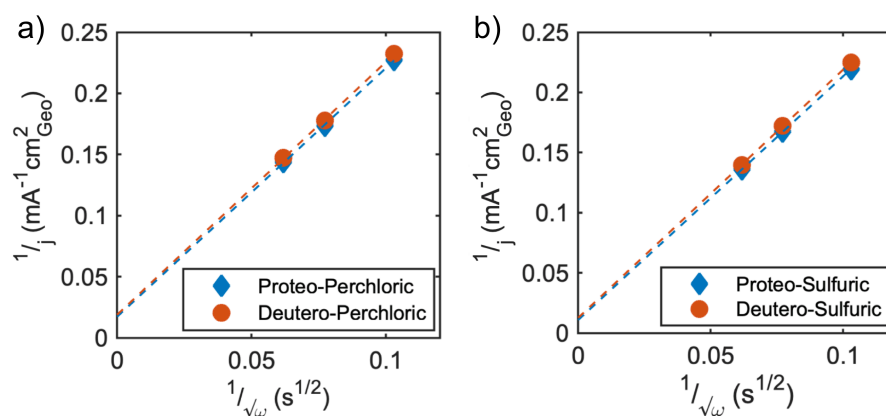 a)
0.25
0.2
0.15
0.1
0.05
0
0 0.05 0.1
1/j (mA⁻¹cm²Geo)
1/√ω (s^1/2)
Proteo-Perchloric
Deutero-Perchloric
b)
0.25
0.2
0.15
0.1
0.05
0
0 0.05 0.1
1/j (mA⁻¹cm²Geo)
1/√ω (s^1/2)
Proteo-Sulfuric
Deutero-Sulfuric